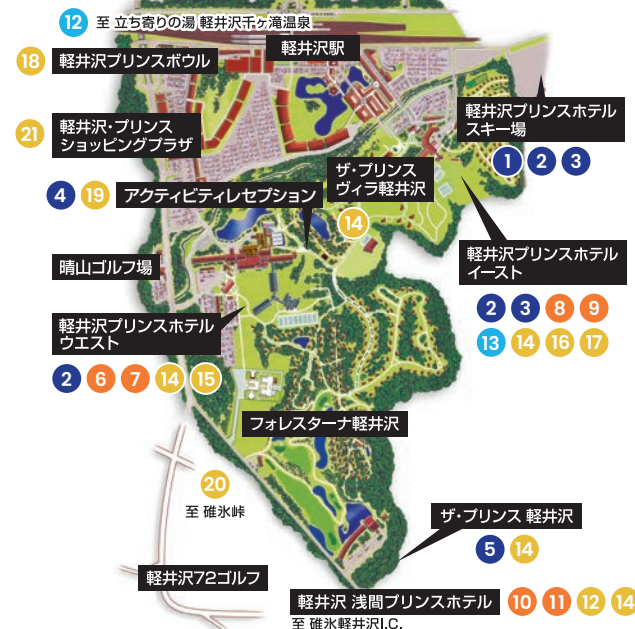 12 至 立ち寄りの湯 軽井沢千ヶ滝温泉
軽井沢駅
18 軽井沢プリンスボウル
軽井沢プリンスホテル
スキー場
1 2 3
21 軽井沢・プリンス
ショッピングプラザ
ザ・プリンス
ヴィラ軽井沢
14
4 19 アクティビティレセプション
晴山ゴルフ場
軽井沢プリンスホテル
イースト
2 3 8 9
13 14 16 17
軽井沢プリンスホテル
ウエスト
2 6 7 14 15
フォレスターナ軽井沢
20
至 碓氷峠
ザ・プリンス 軽井沢
5 14
軽井沢72ゴルフ
軽井沢 浅間プリンスホテル 10 11 12 14
至 碓氷軽井沢I.C.